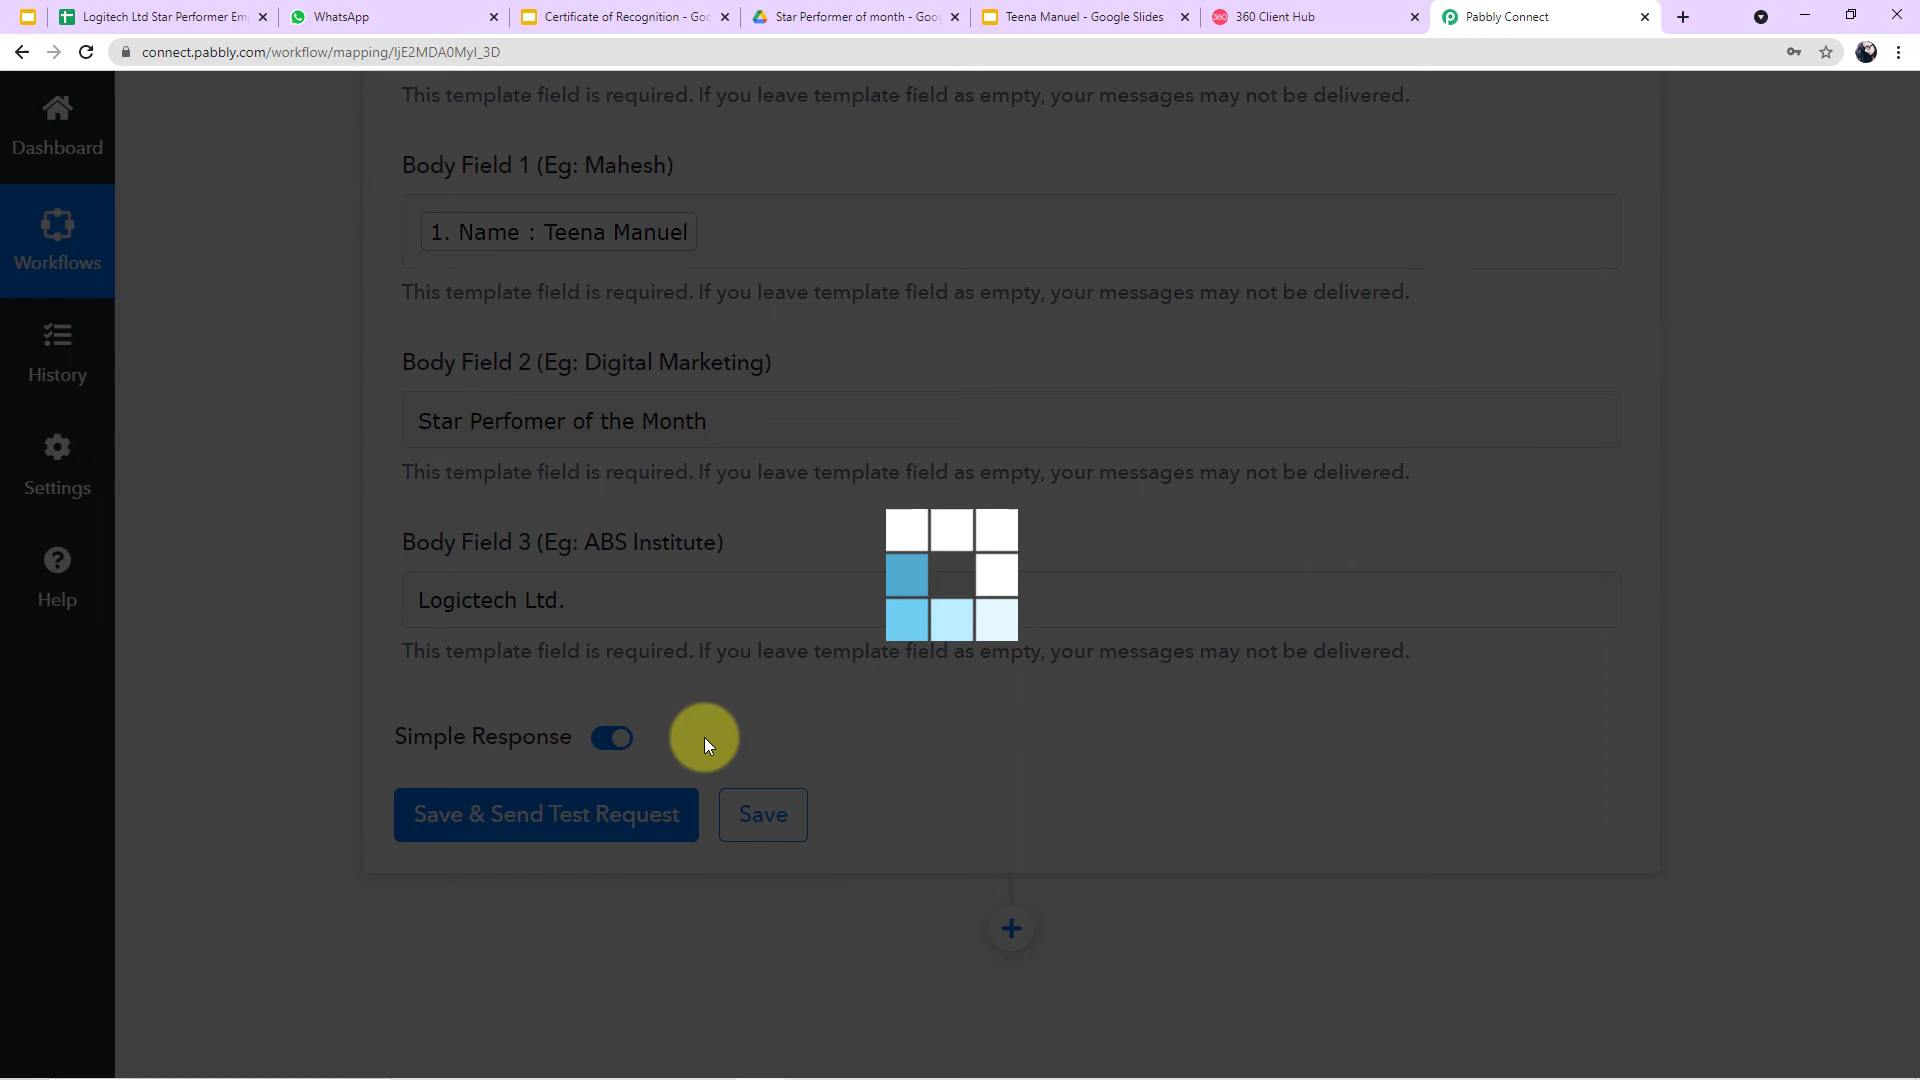 Logitech Ltd Star Performer Em
WhatsApp
Certificate of Recognition - Goo
Star Performer of month - Goo
Teena Manuel - Google Slides
360
360 Client Hub
Pabbly Connect
connect.pabbly.com/workflow/mapping/IjE2MDA0MyI_3D
This template field is required. If you leave template field as empty, your messages may not be delivered.
Dashboard
Body Field 1 (Eg: Mahesh)
1. Name : Teena Manuel
Workflows
This template field is required. If you leave template field as empty, your messages may not be delivered.
Body Field 2 (Eg: Digital Marketing)
History
Star Perfomer of the Month
This template field is required. If you leave template field as empty, your messages may not be delivered.
Settings
Body Field 3 (Eg: ABS Institute)
Logictech Ltd.
Help
This template field is required. If you leave template field as empty, your messages may not be delivered.
Simple Response
Save & Send Test Request
Save